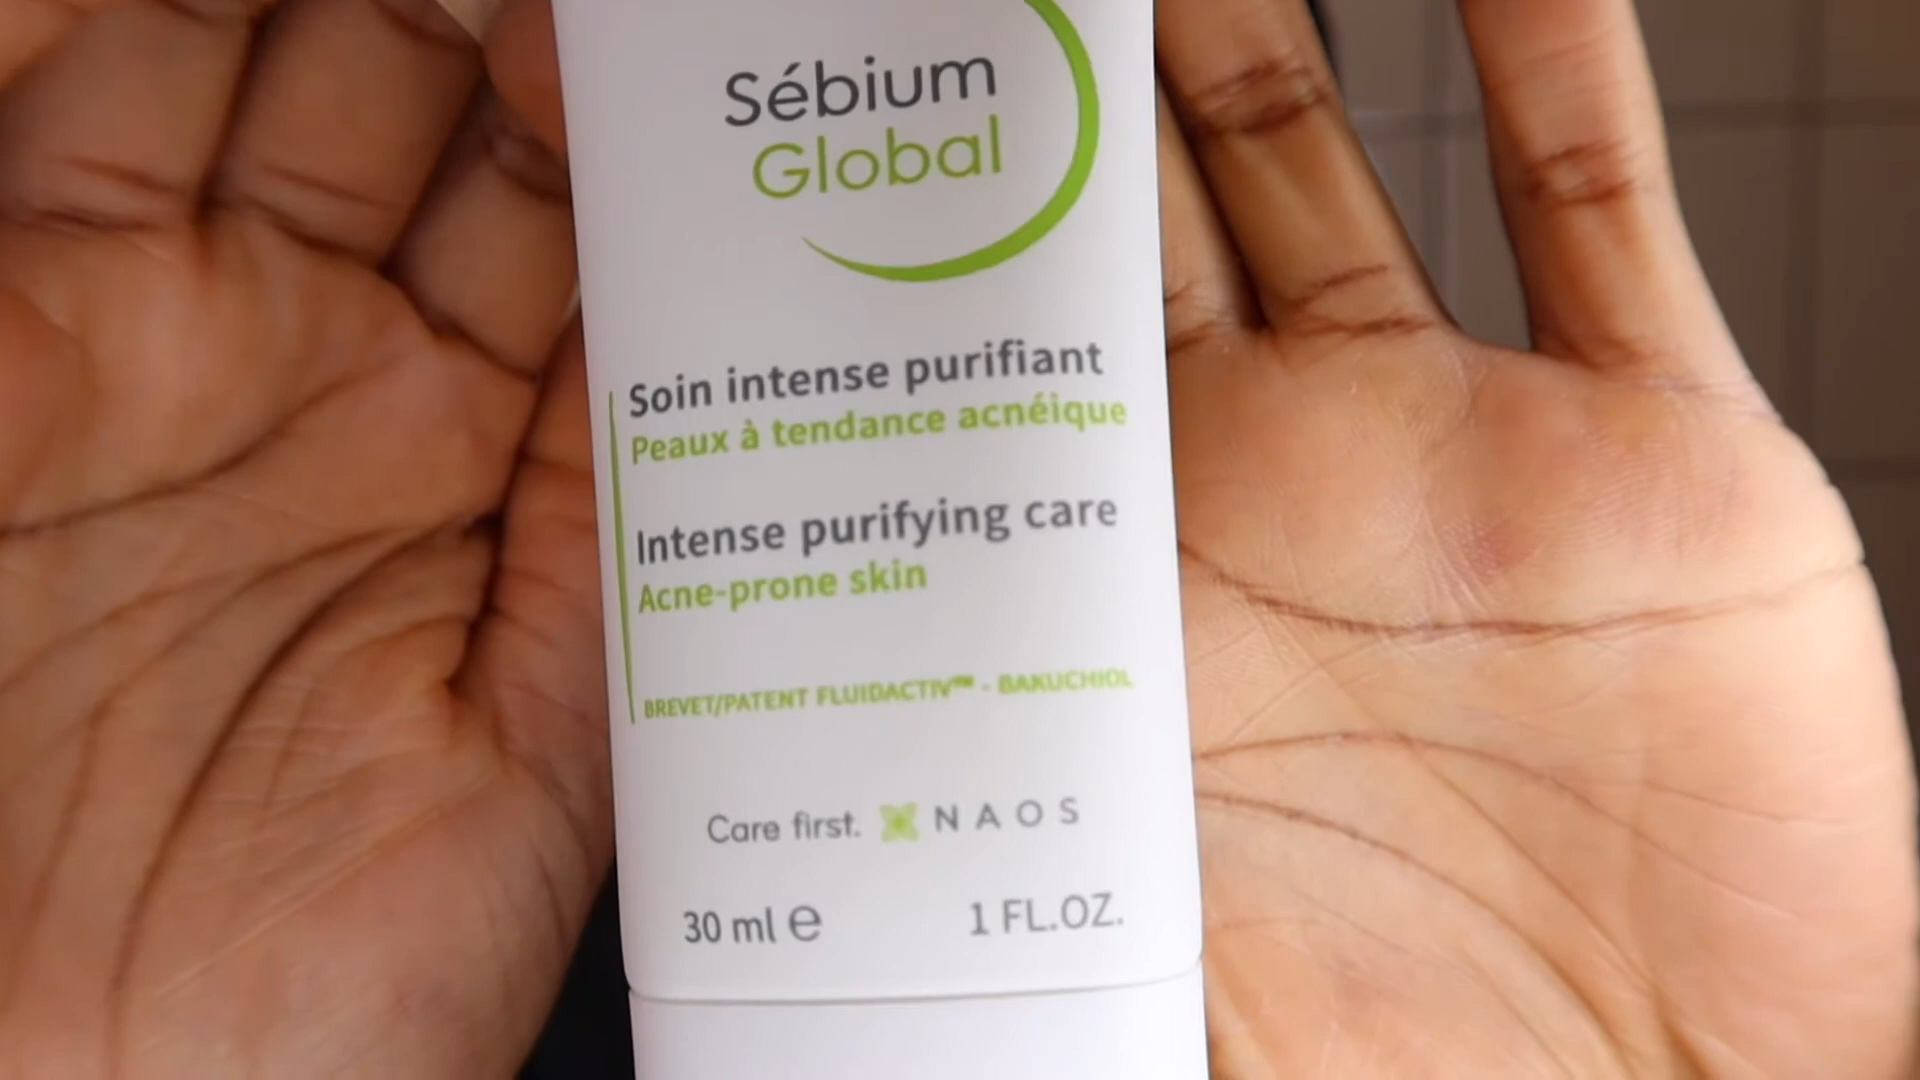 Sébium
Global
Soin intense purifiant
Peaux à tendance acnéique
Intense purifying care
Acne-prone skin
BREVET/PATENT FLUIDACTIV™ - BAKUCHIOL
Care first. NAOS
30 ml ℮ 1 FL.OZ.